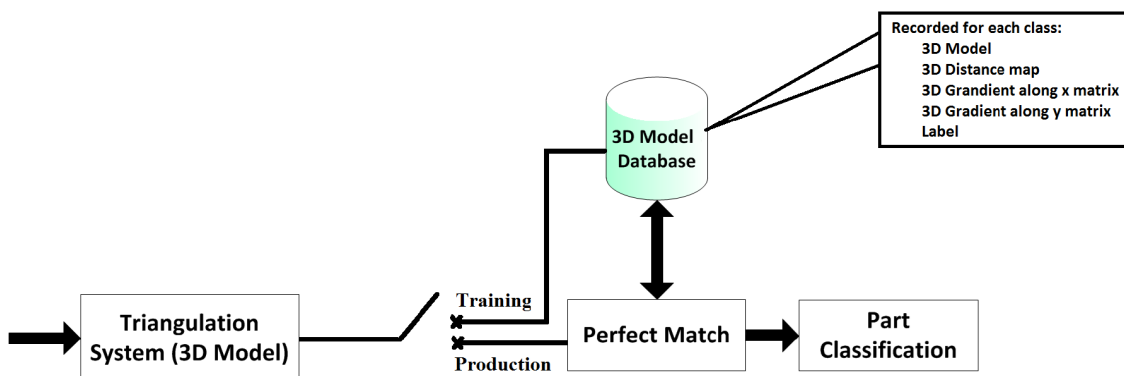 Recorded for each class:
3D Model
3D Distance map
3D Grandient along x matrix
3D Gradient along y matrix
Label
3D Model
Database
Triangulation
System (3D Model)
Training
Production
Perfect Match
Part
Classification